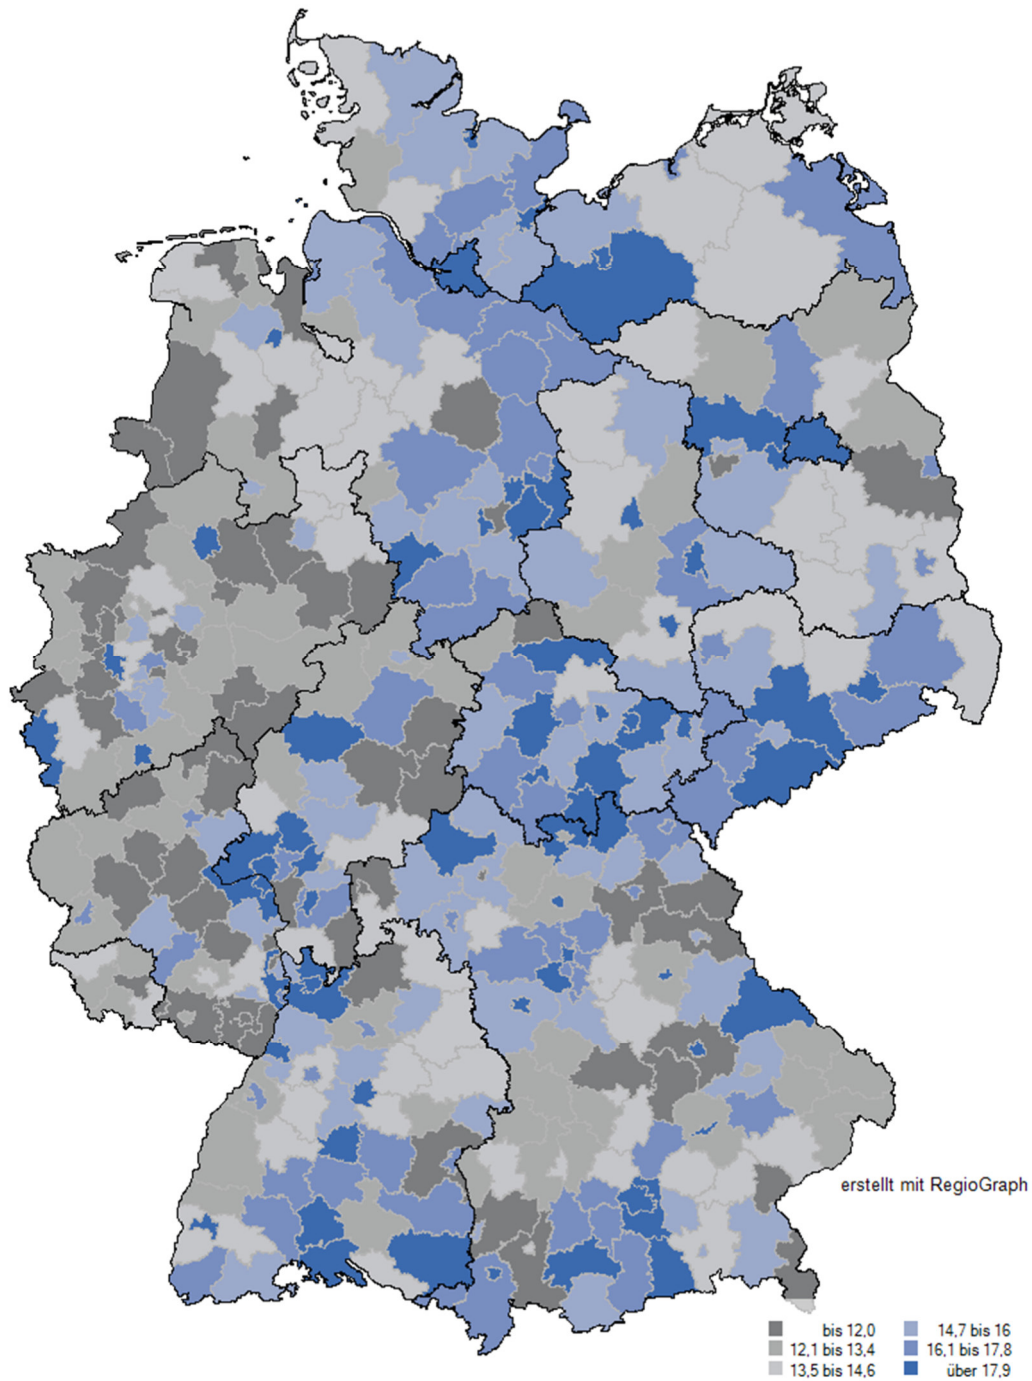 erstellt mit RegioGraph
bis 12,0
14,7 bis 16
12,1 bis 13,4
16,1 bis 17,8
13,5 bis 14,6
über 17,9